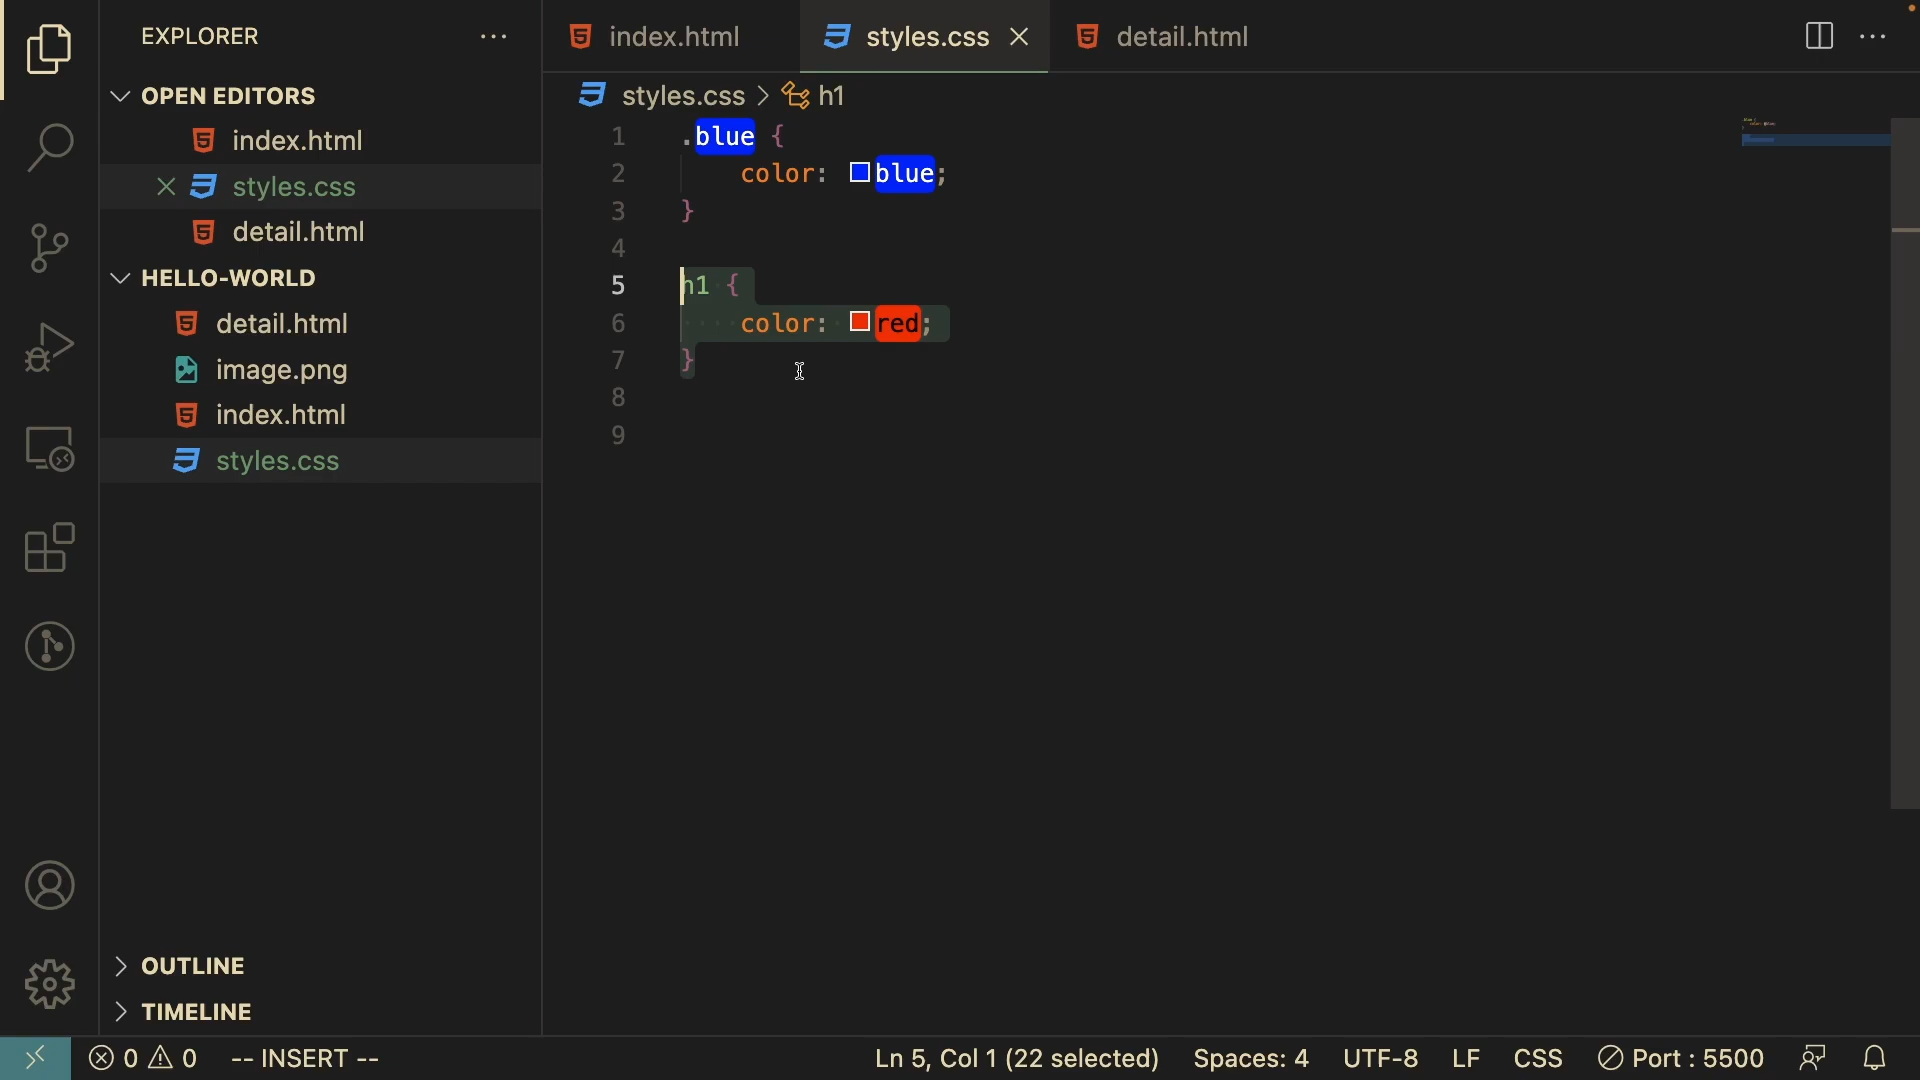 EXPLORER
OPEN EDITORS
index.html
styles.css
detail.html
HELLO-WORLD
detail.html
image.png
index.html
styles.css
OUTLINE
TIMELINE
index.html
styles.css
detail.html
styles.css > h1
1 .blue {
2 color: blue;
3 }
4
5 h1 {
6 ····color:·red;
7 }
8
9
0 0 -- INSERT --
Ln 5, Col 1 (22 selected) Spaces: 4 UTF-8 LF CSS Port : 5500